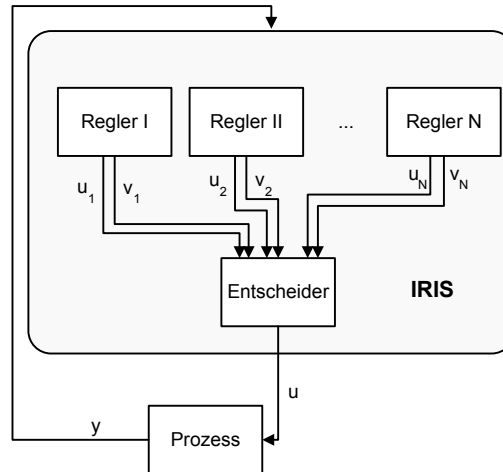 Regler I Regler II ... Regler N
u1 v1 u2 v2 uN vN
Entscheider IRIS
u
y Prozess